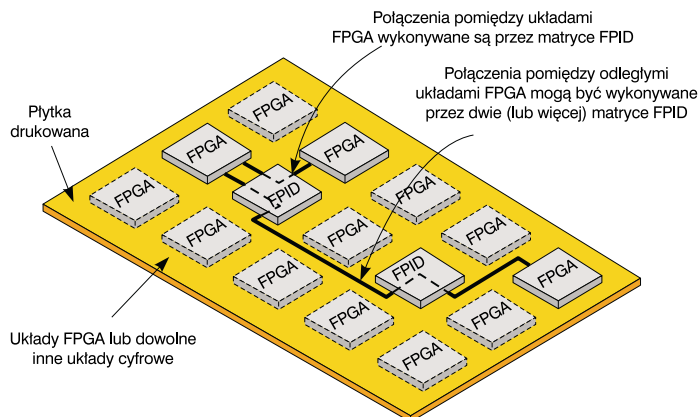 Połączenia pomiędzy układami
FPGA wykonywane są przez matryce FPID
Połączenia pomiędzy odległymi
układami FPGA mogą być wykonywane
przez dwie (lub więcej) matryce FPID
Płytka
drukowana
FPGA
FPGA
FPGA
FPGA
FPID
FPGA
FPGA
FPGA
FPGA
FPGA
FPID
FPGA
FPGA
FPGA
FPGA
Układy FPGA lub dowolne
inne układy cyfrowe